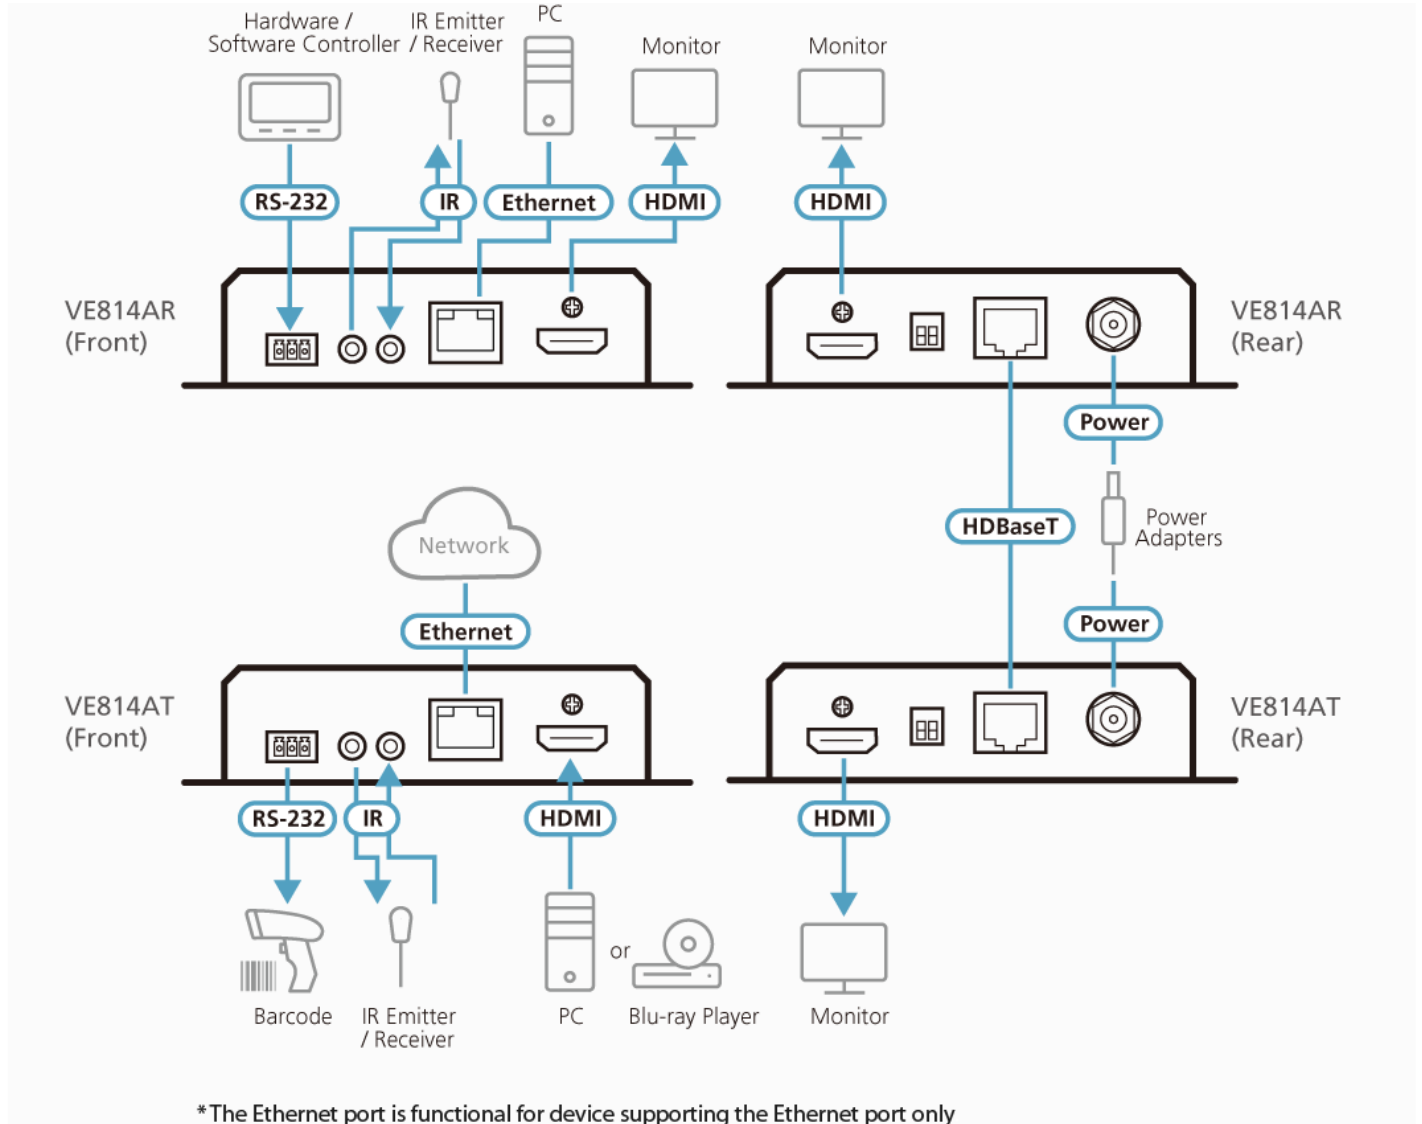 Hardware /
Software Controller
IR Emitter
/ Receiver
PC
Monitor
Monitor
RS-232
IR
Ethernet
HDMI
HDMI
VE814AR
(Front)
VE814AR
(Rear)
Power
Network
HDBaseT
Power
Adapters
Ethernet
Power
VE814AT
(Front)
VE814AT
(Rear)
RS-232
IR
HDMI
HDMI
or
Barcode
IR Emitter
/ Receiver
PC
Blu-ray Player
Monitor
*The Ethernet port is functional for device supporting the Ethernet port only